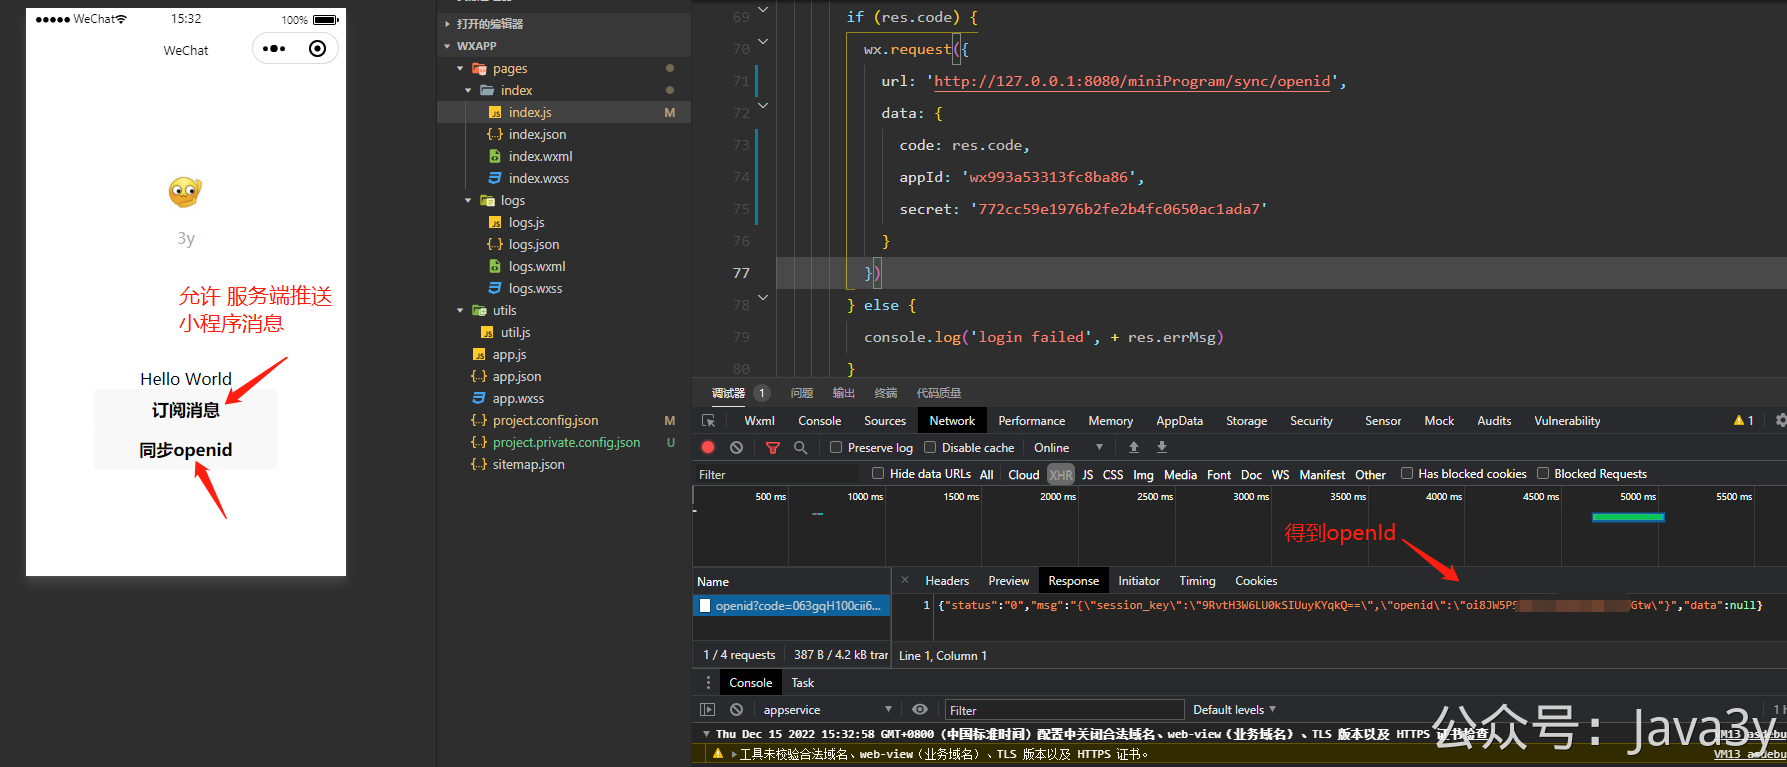 WeChat
15:32
100%
WeChat
3y
允许 服务端推送
小程序消息
Hello World
订阅消息
同步openid
打开的编辑器
WXAPP
pages
index
index.js M
index.json
index.wxml
index.wxss
logs
logs.js
logs.json
logs.wxml
logs.wxss
utils
util.js
app.js
app.json
app.wxss
project.config.json M
project.private.config.json U
sitemap.json
69 if (res.code) {
70 wx.request({
71 url: 'http://127.0.0.1:8080/miniProgram/sync/openid',
72 data: {
73 code: res.code,
74 appId: 'wx993a53313fc8ba86',
75 secret: '772cc59e1976b2fe2b4fc0650ac1ada7'
76 }
77 })
78 } else {
79 console.log('login failed', + res.errMsg)
80 }
调试器 1 问题 输出 终端 代码质量
Wxml Console Sources Network Performance Memory AppData Storage Security Sensor Mock Audits Vulnerability 1
Preserve log Disable cache Online
Filter Hide data URLs All Cloud XHR JS CSS Img Media Font Doc WS Manifest Other Has blocked cookies Blocked Requests
500 ms 1000 ms 1500 ms 2000 ms 2500 ms 3000 ms 3500 ms 4000 ms 4500 ms 5000 ms 5500 ms
得到openId
Name
× Headers Preview Response Initiator Timing Cookies
openid?code=063gqH100cii6...
1 {"status":"0","msg":"{\"session_key\":\"9RvtH3W6LU0kSIUuyKYqkQ==\",\"openid\":\"oi8JW5PS Gtw\"}","data":null}
1 / 4 requests 387 B / 4.2 kB tran
Line 1, Column 1
Console Task
appservice Filter Default levels
Thu Dec 15 2022 15:32:58 GMT+0800 (中国标准时间) 配置中关闭合法域名、web-view (业务域名) 、TLS 版本以及 HTTPS 证书检查
工具未校验合法域名、web-view (业务域名) 、TLS 版本以及 HTTPS 证书。
VM13 asdebu
公众号：Java3y